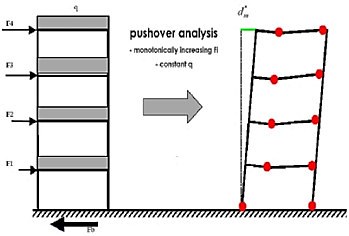 q
F4
pushover analysis
- monotonically increasing Fi
- constant q
F3
F2
F1
Fb
d*m